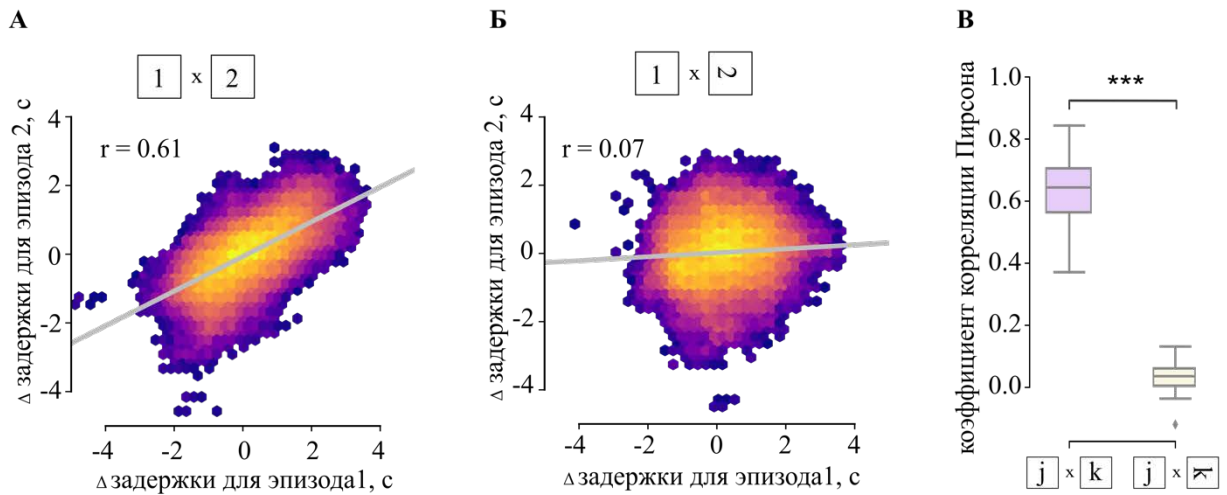 А
1 x 2
Δ задержки для эпизода 2, с
r = 0.61
4
2
0
-2
-4
-4 -2 0 2 4
Δ задержки для эпизода1, с
Б
1 x 2
Δ задержки для эпизода 2, с
r = 0.07
4
2
0
-2
-4
-4 -2 0 2 4
Δ задержки для эпизода1, с
В
коэффициент корреляции Пирсона
***
1.0
0.8
0.6
0.4
0.2
0.0
j x k j x k